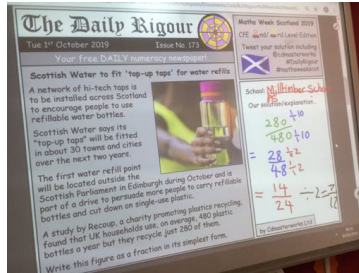 The Daily Rigour
Tue 1st October 2019 Issue No. 173
Your free DAILY numeracy newspaper!
Scottish Water to fit 'top-up taps' for water refills
A network of hi-tech taps is
to be installed across Scotland
to encourage people to use
refillable water bottles.
Scottish Water says its
"top-up taps" will be fitted
in about 30 towns and cities
over the next two years.
The first water refill point
will be located outside the
Scottish Parliament in Edinburgh during October and is
part of a drive to persuade more people to carry refillable
bottles and cut down on single-use plastic.
A study by Recoup, a charity promoting plastics recycling,
found that UK households use, on average, 480 plastic
bottles a year but they recycle just 280 of them.
Write this figure as a fraction in its simplest form.
Maths Week Scotland 2019
CFE 2nd/3rd Level Edition
Tweet your solution including
@cdmasterworks
#DailyRigour
#mathsweekscot
School: Milltimber School
Our solution/explanation...
280 ÷10
480 ÷10
= 28 ÷2
48 ÷2
= 14 ÷2 = 7
24 12
by Cdmasterworks Ltd